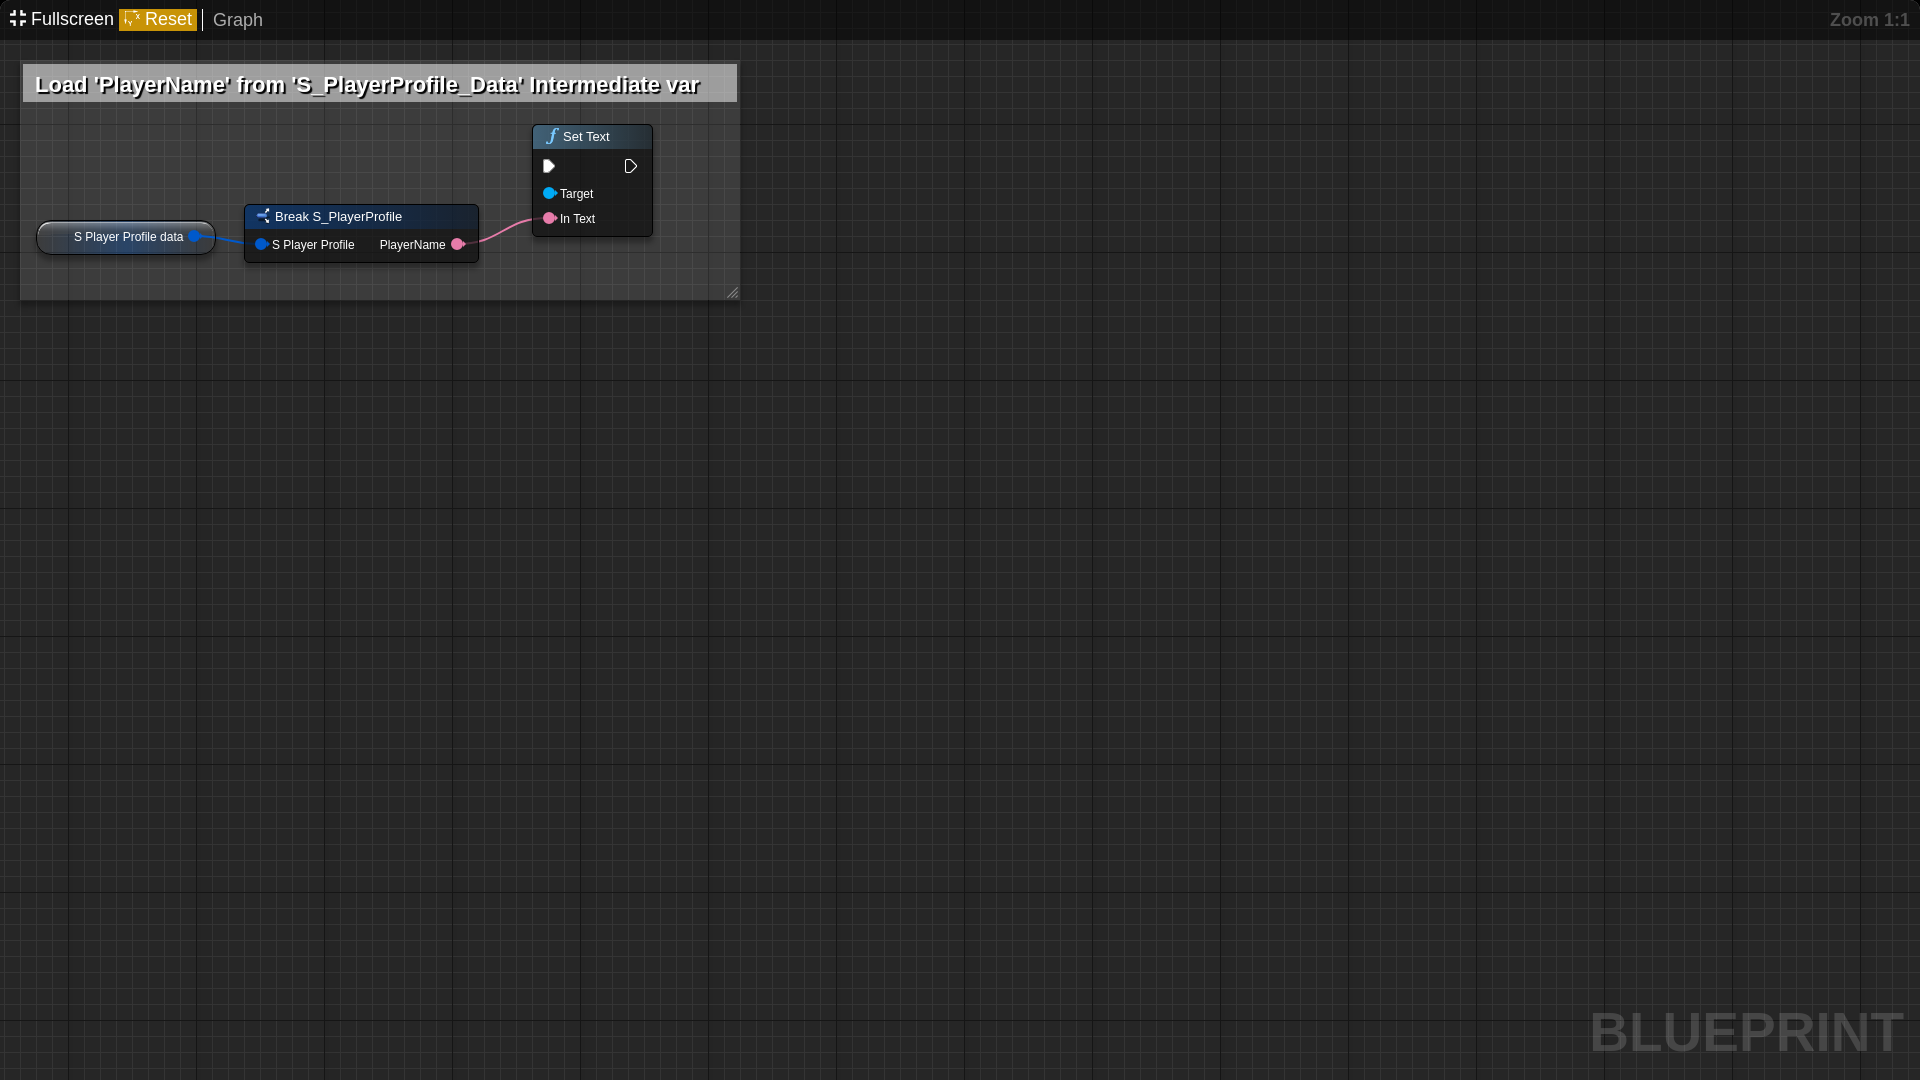 Fullscreen Reset Graph Zoom 1:1
Load 'PlayerName' from 'S_PlayerProfile_Data' Intermediate var
Set Text
Target
In Text
Break S_PlayerProfile
S Player Profile PlayerName
S Player Profile data
BLUEPRINT